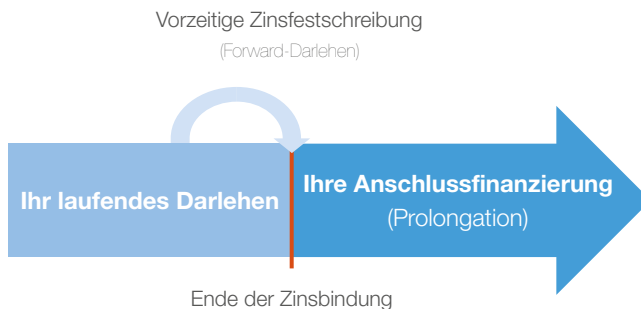 Vorzeitige Zinsfestschreibung
(Forward-Darlehen)
Ihr laufendes Darlehen
Ihre Anschlussfinanzierung
(Prolongation)
Ende der Zinsbindung